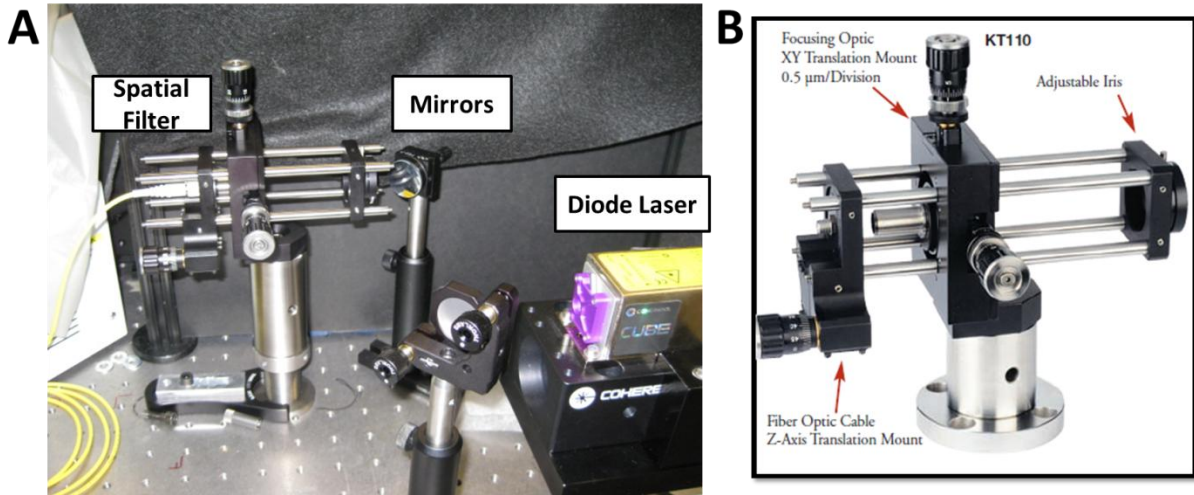 A
Spatial
Filter
Mirrors
Diode Laser
CUBE
COHERE
B
Focusing Optic
XY Translation Mount
0.5 µm/Division
KT110
Adjustable Iris
Fiber Optic Cable
Z-Axis Translation Mount